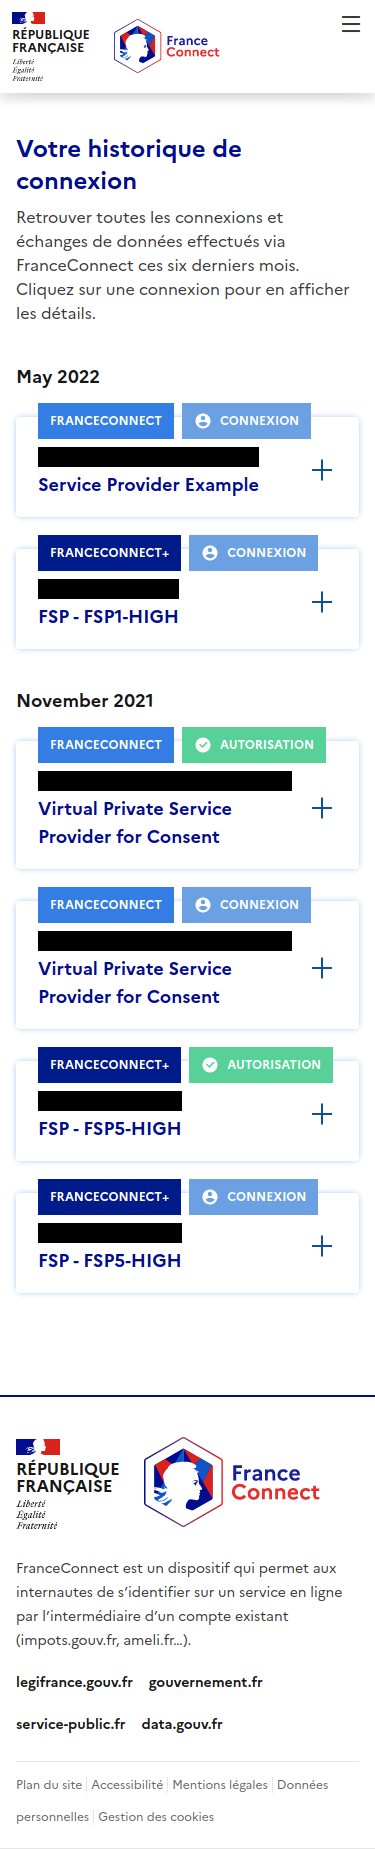 RÉPUBLIQUE
FRANÇAISE
Liberté
Égalité
Fraternité
France
Connect
Votre historique de
connexion
Retrouver toutes les connexions et
échanges de données effectués via
FranceConnect ces six derniers mois.
Cliquez sur une connexion pour en afficher
les détails.
May 2022
FRANCECONNECT CONNEXION
Service Provider Example
FRANCECONNECT+ CONNEXION
FSP - FSP1-HIGH
November 2021
FRANCECONNECT AUTORISATION
Virtual Private Service
Provider for Consent
FRANCECONNECT CONNEXION
Virtual Private Service
Provider for Consent
FRANCECONNECT+ AUTORISATION
FSP - FSP5-HIGH
FRANCECONNECT+ CONNEXION
FSP - FSP5-HIGH
RÉPUBLIQUE
FRANÇAISE
Liberté
Égalité
Fraternité
France
Connect
FranceConnect est un dispositif qui permet aux
internautes de s’identifier sur un service en ligne
par l’intermédiaire d’un compte existant
(impots.gouv.fr, ameli.fr...).
legifrance.gouv.fr gouvernement.fr
service-public.fr data.gouv.fr
Plan du site Accessibilité Mentions légales Données
personnelles Gestion des cookies